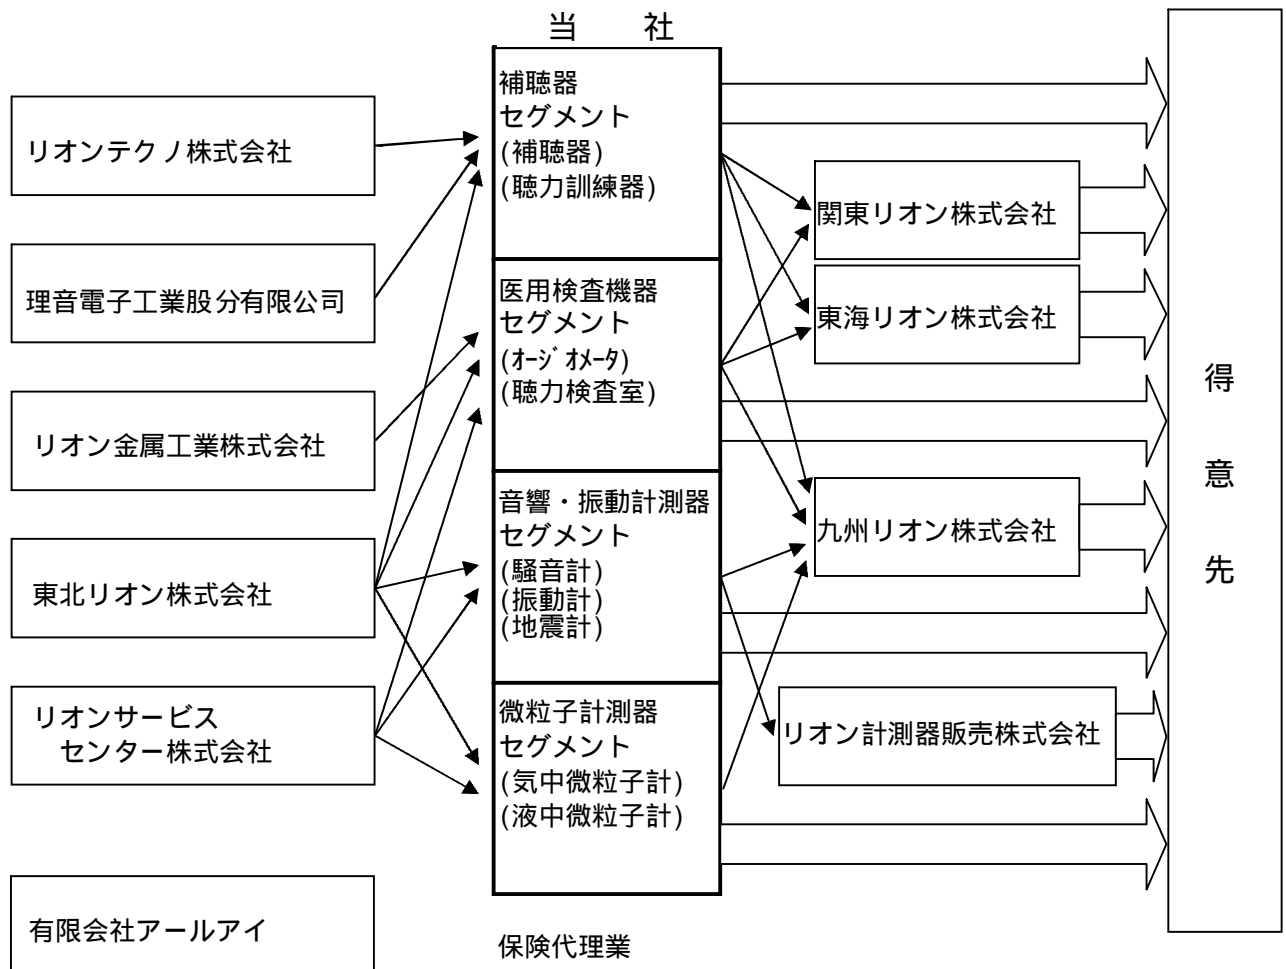 当　　社
リオンテクノ株式会社
理音電子工業股分有限公司
リオン金属工業株式会社
東北リオン株式会社
リオンサービス
センター株式会社
有限会社アールアイ
補聴器
セグメント
(補聴器)
(聴力訓練器)
医用検査機器
セグメント
(ｵｰｼﾞｵﾒｰﾀ)
(聴力検査室)
音響・振動計測器
セグメント
(騒音計)
(振動計)
(地震計)
微粒子計測器
セグメント
(気中微粒子計)
(液中微粒子計)
保険代理業
関東リオン株式会社
東海リオン株式会社
九州リオン株式会社
リオン計測器販売株式会社
得
意
先